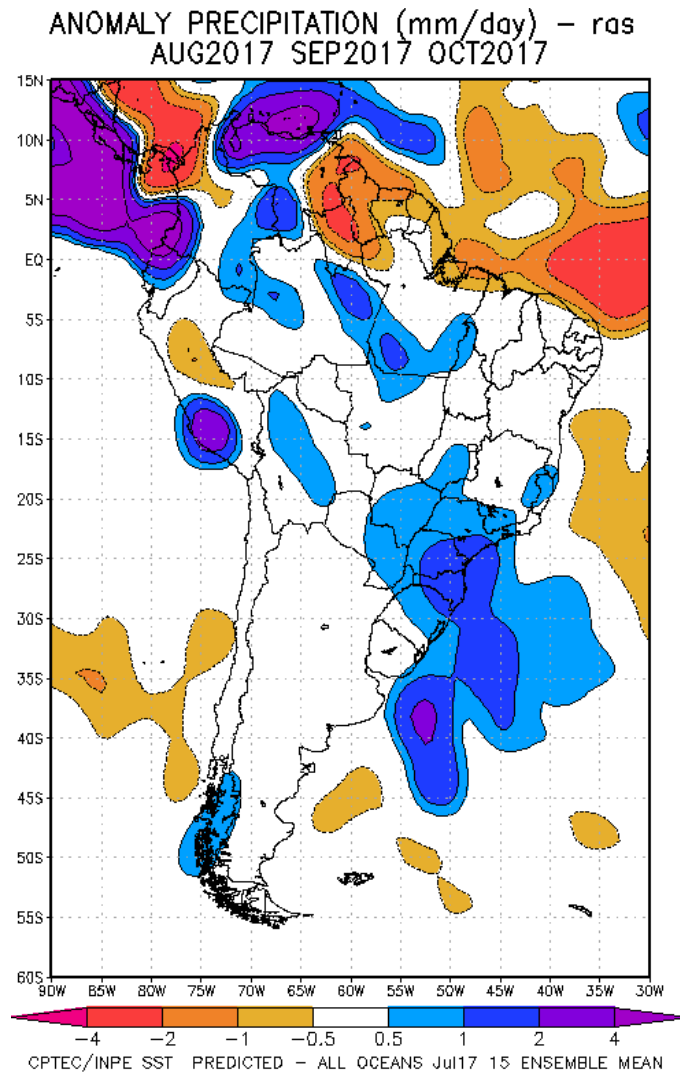 ANOMALY PRECIPITATION (mm/day) – ras
AUG2017 SEP2017 OCT2017
15N
10N
5N
EQ
5S
10S
15S
20S
25S
30S
35S
40S
45S
50S
55S
60S
90W 85W 80W 75W 70W 65W 60W 55W 50W 45W 40W 35W 30W
−4 −2 −1 −0.5 0.5 1 2 4
CPTEC/INPE SST PREDICTED – ALL OCEANS Jul17 15 ENSEMBLE MEAN